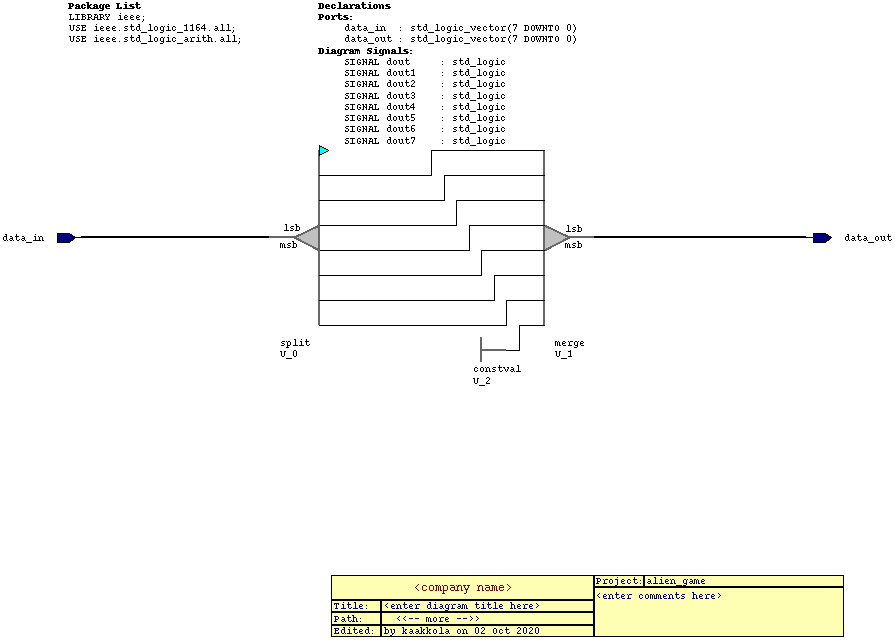 Package List
LIBRARY ieee;
USE ieee.std_logic_1164.all;
USE ieee.std_logic_arith.all;
Declarations
Ports:
data_in : std_logic_vector(7 DOWNTO 0)
data_out : std_logic_vector(7 DOWNTO 0)
Diagram Signals:
SIGNAL dout : std_logic
SIGNAL dout1 : std_logic
SIGNAL dout2 : std_logic
SIGNAL dout3 : std_logic
SIGNAL dout4 : std_logic
SIGNAL dout5 : std_logic
SIGNAL dout6 : std_logic
SIGNAL dout7 : std_logic
data_in
lsb
msb
lsb
msb
data_out
split
U_0
merge
U_1
constval
U_2
<company name>
Title: <enter diagram title here>
Path: <<-- more -->>
Edited: by kaakkola on 02 Oct 2020
Project: alien_game
<enter comments here>